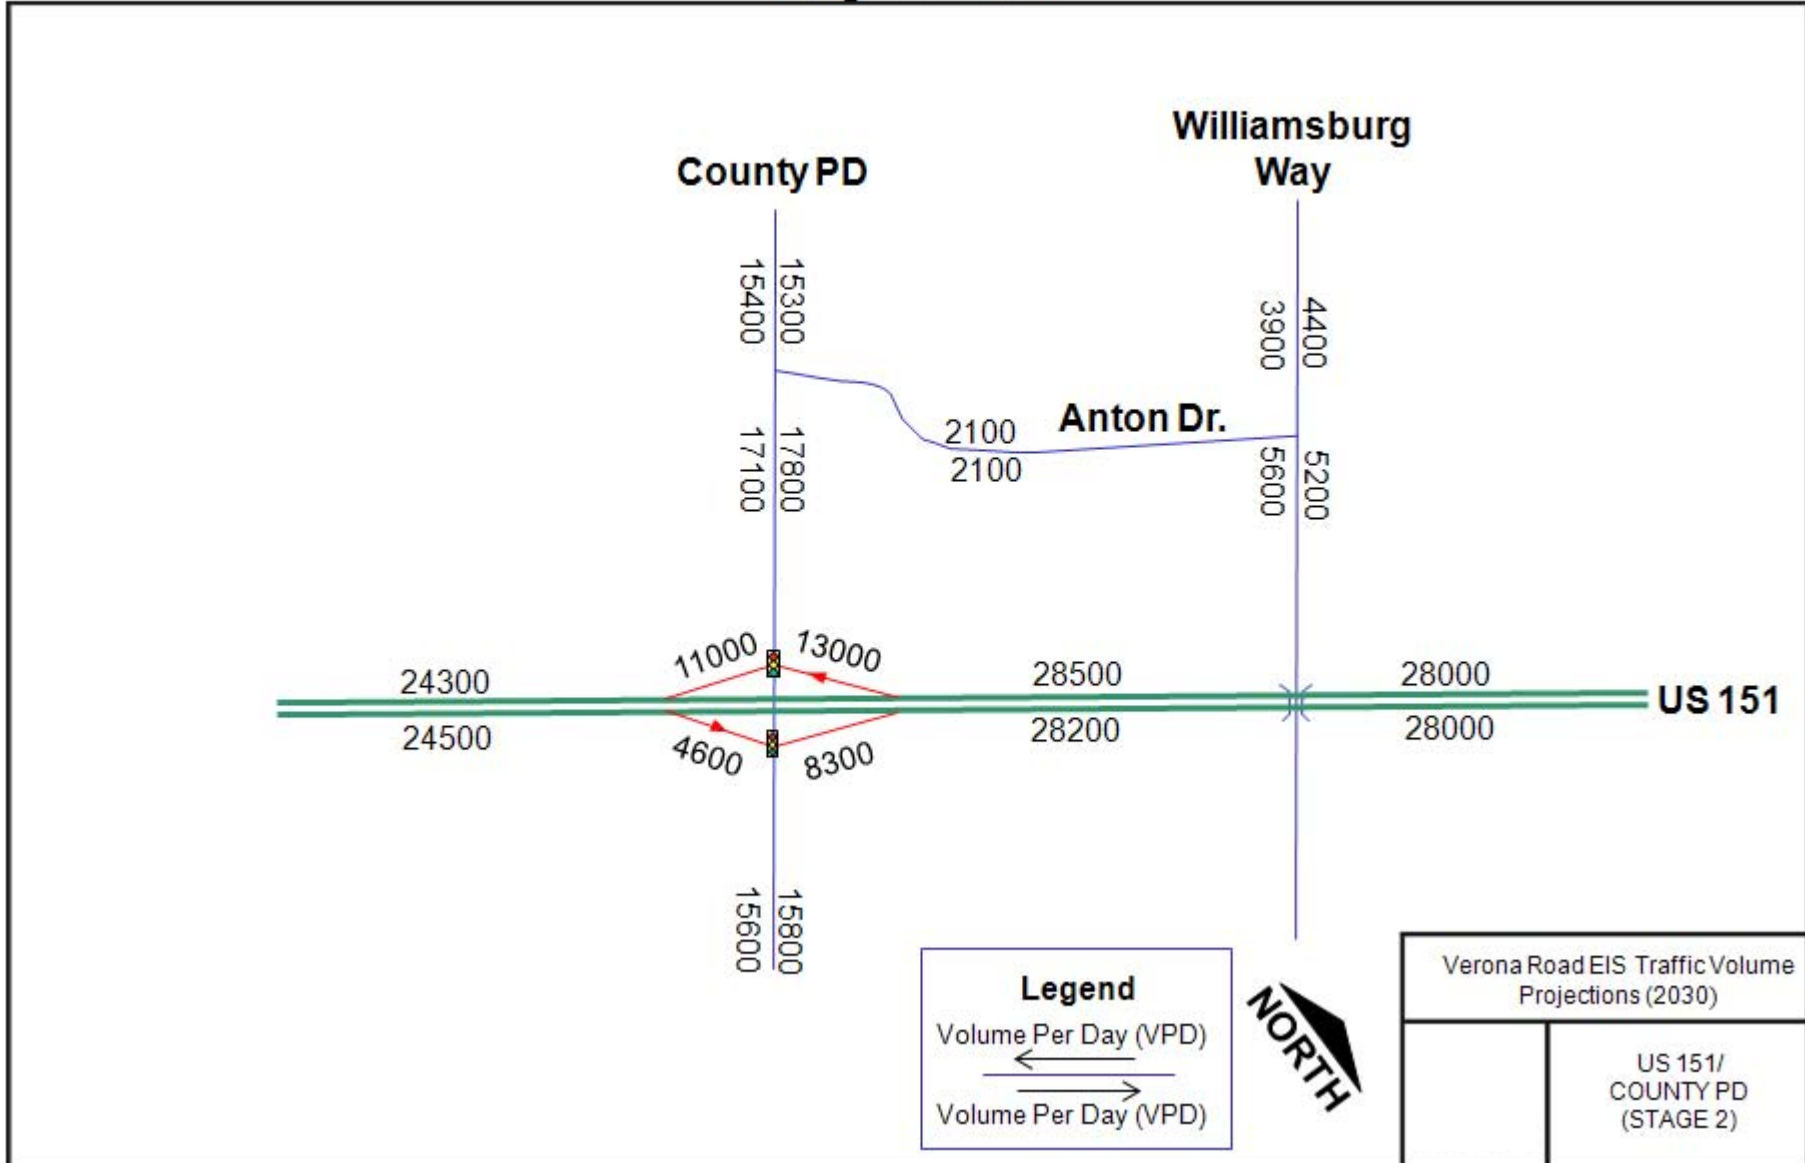 Williamsburg
Way
County PD
15300
15400
4400
3900
Anton Dr.
2100
2100
17800
17100
5200
5600
11000
13000
24300
28500
28000
US 151
24500
4600
8300
28200
28000
15800
15600
Legend
Volume Per Day (VPD)
Volume Per Day (VPD)
NORTH
Verona Road EIS Traffic Volume
Projections (2030)
US 151/
COUNTY PD
(STAGE 2)